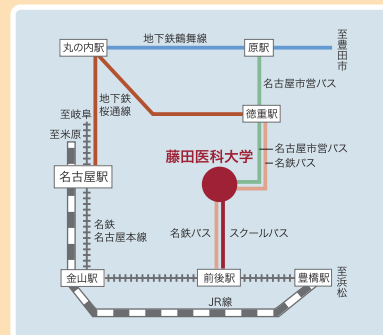 地下鉄鶴舞線
丸の内駅
原駅
至豊田市
名古屋市営バス
地下鉄
桜通線
徳重駅
至岐阜
至米原
藤田医科大学
名古屋市営バス
名鉄バス
名古屋駅
名鉄
名古屋本線
名鉄バス
スクールバス
金山駅
前後駅
豊橋駅
至浜松
JR線